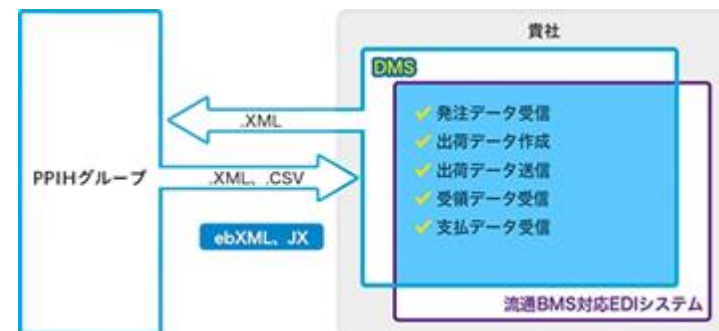 貴社
DMS
.XML
PPIHグループ
.XML、.CSV
ebXML、JX
発注データ受信
出荷データ作成
出荷データ送信
受領データ受信
支払データ受信
流通BMS対応EDIシステム